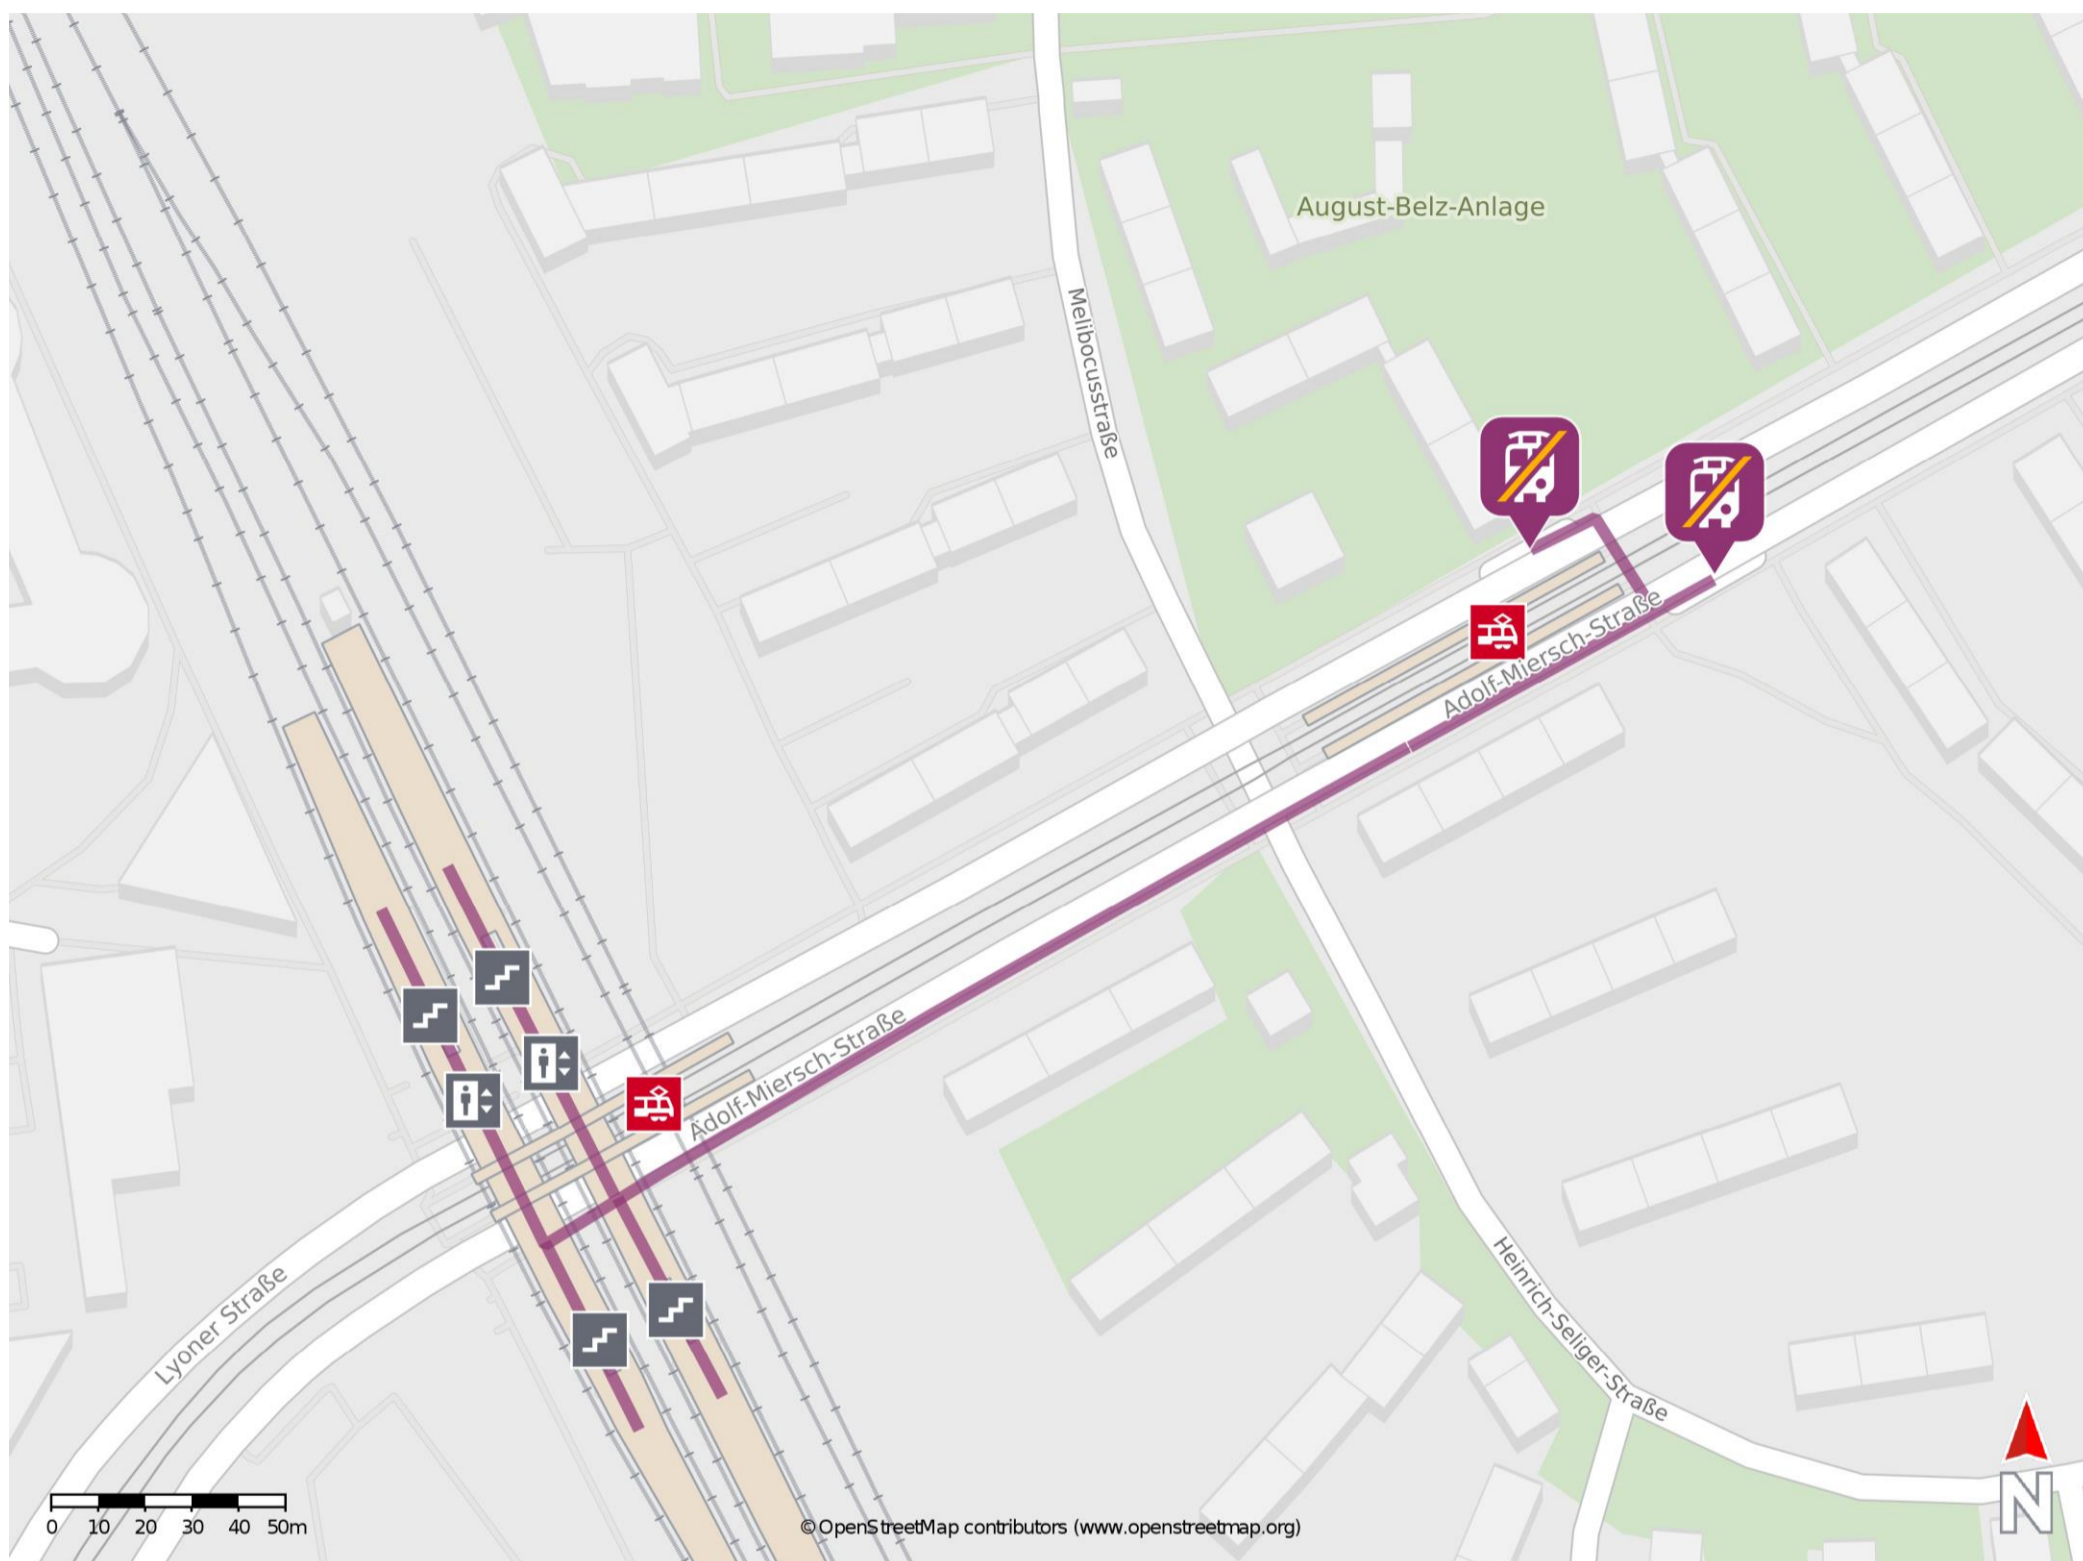 August-Belz-Anlage
Melibocusstraße
Adolf-Miersch-Straße
Adolf-Miersch-Straße
Lyoner Straße
Heinrich-Seliger-Straße
N
0 10 20 30 40 50m
© OpenStreetMap contributors (www.openstreetmap.org)